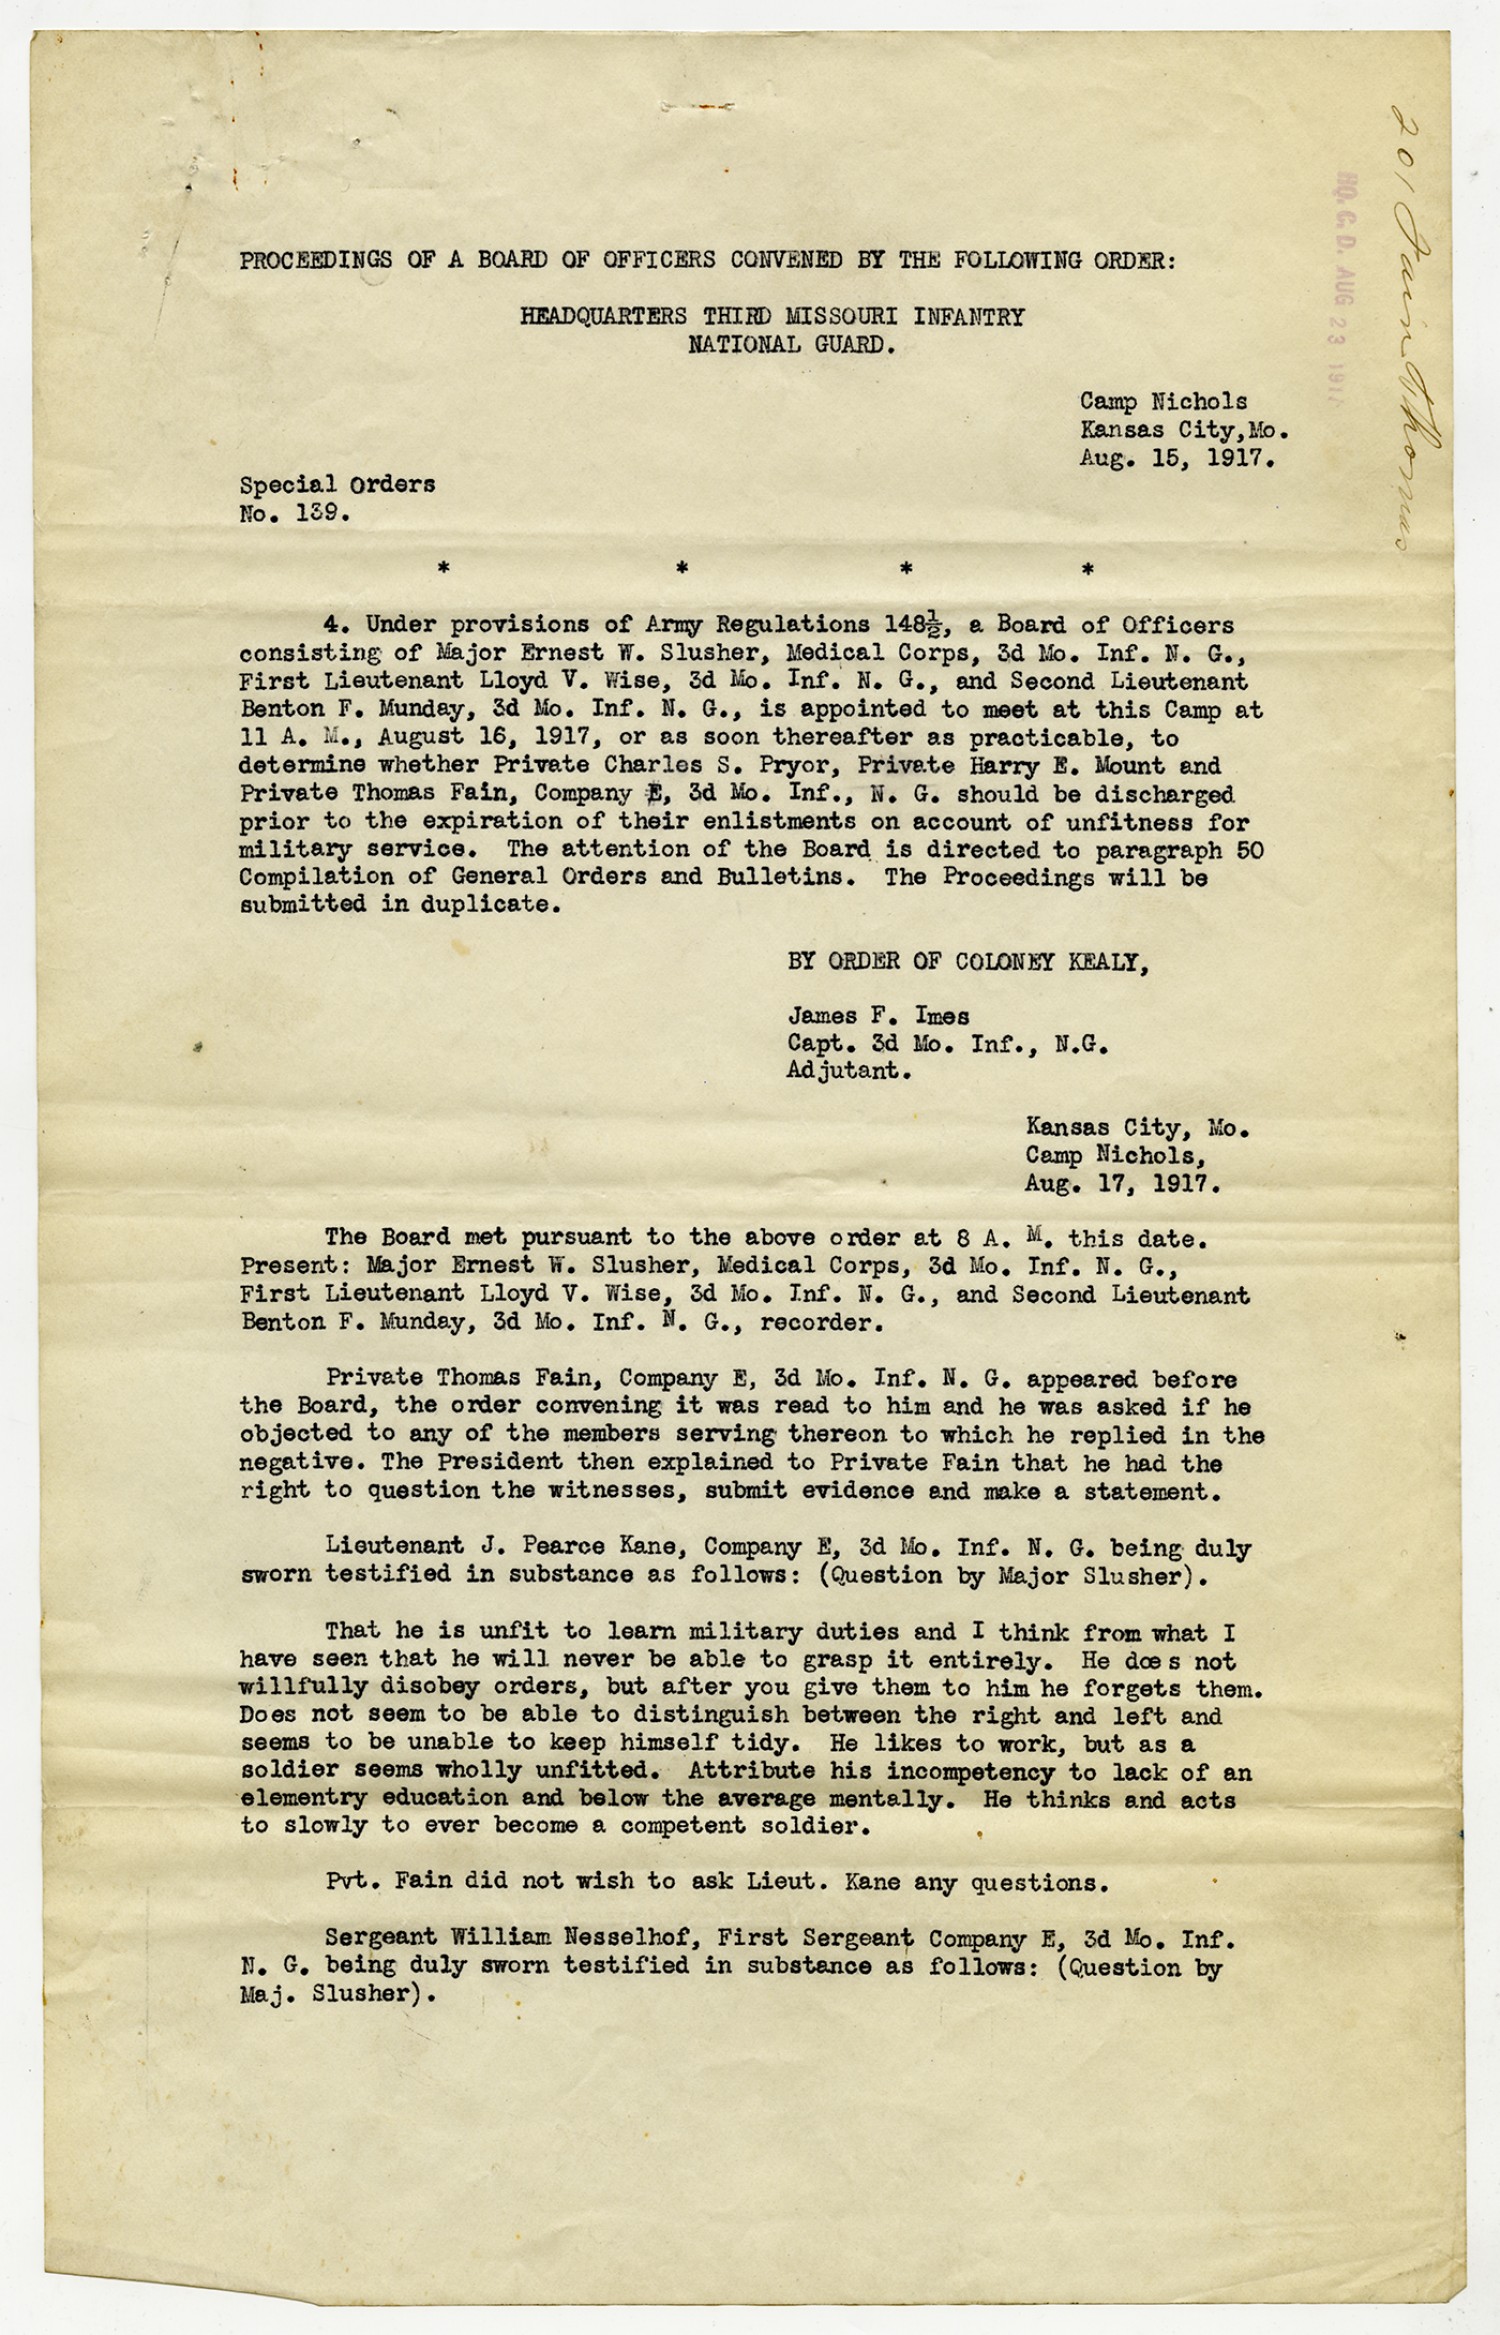 201 Fain Thomas
HQ. C. D. AUG 23 191
PROCEEDINGS OF A BOARD OF OFFICERS CONVENED BY THE FOLLOWING ORDER:
HEADQUARTERS THIRD MISSOURI INFANTRY
NATIONAL GUARD.
Camp Nichols
Kansas City,Mo.
Aug. 15, 1917.
Special Orders
No. 139.
* * * *
4. Under provisions of Army Regulations 148½, a Board of Officers
consisting of Major Ernest W. Slusher, Medical Corps, 3d Mo. Inf. N. G.,
First Lieutenant Lloyd V. Wise, 3d Mo. Inf. N. G., and Second Lieutenant
Benton F. Munday, 3d Mo. Inf. N. G., is appointed to meet at this Camp at
11 A. M., August 16, 1917, or as soon thereafter as practicable, to
determine whether Private Charles S. Pryor, Private Harry E. Mount and
Private Thomas Fain, Company E, 3d Mo. Inf., N. G. should be discharged
prior to the expiration of their enlistments on account of unfitness for
military service. The attention of the Board is directed to paragraph 50
Compilation of General Orders and Bulletins. The Proceedings will be
submitted in duplicate.
BY ORDER OF COLONEY KEALY,
James F. Imes
Capt. 3d Mo. Inf., N.G.
Adjutant.
Kansas City, Mo.
Camp Nichols,
Aug. 17, 1917.
The Board met pursuant to the above order at 8 A. M. this date.
Present: Major Ernest W. Slusher, Medical Corps, 3d Mo. Inf. N. G.,
First Lieutenant Lloyd V. Wise, 3d Mo. Inf. N. G., and Second Lieutenant
Benton F. Munday, 3d Mo. Inf. N. G., recorder.
Private Thomas Fain, Company E, 3d Mo. Inf. N. G. appeared before
the Board, the order convening it was read to him and he was asked if he
objected to any of the members serving thereon to which he replied in the
negative. The President then explained to Private Fain that he had the
right to question the witnesses, submit evidence and make a statement.
Lieutenant J. Pearce Kane, Company E, 3d Mo. Inf. N. G. being duly
sworn testified in substance as follows: (Question by Major Slusher).
That he is unfit to learn military duties and I think from what I
have seen that he will never be able to grasp it entirely. He does not
willfully disobey orders, but after you give them to him he forgets them.
Does not seem to be able to distinguish between the right and left and
seems to be unable to keep himself tidy. He likes to work, but as a
soldier seems wholly unfitted. Attribute his incompetency to lack of an
elementry education and below the average mentally. He thinks and acts
to slowly to ever become a competent soldier.
Pvt. Fain did not wish to ask Lieut. Kane any questions.
Sergeant William Nesselhof, First Sergeant Company E, 3d Mo. Inf.
N. G. being duly sworn testified in substance as follows: (Question by
Maj. Slusher).